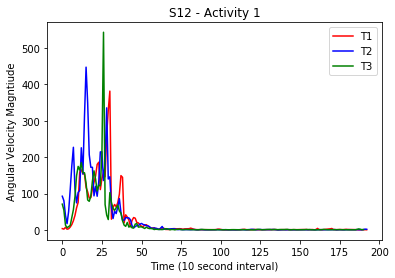 S12 - Activity 1
T1
T2
T3
Angular Velocity Magntiude
500
400
300
200
100
0
0 25 50 75 100 125 150 175 200
Time (10 second interval)